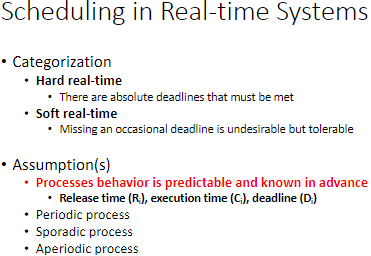 Scheduling in Real-time Systems
• Categorization
• Hard real-time
• There are absolute deadlines that must be met
• Soft real-time
• Missing an occasional deadline is undesirable but tolerable
• Assumption(s)
• Processes behavior is predictable and known in advance
• Release time (Ri), execution time (Ci), deadline (Di)
• Periodic process
• Sporadic process
• Aperiodic process